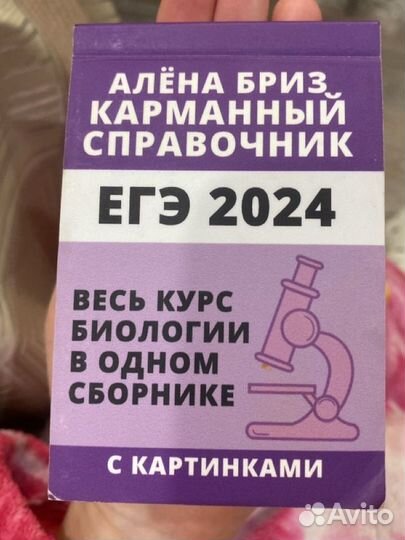 АЛЁНА БРИЗ
КАРМАННЫЙ
СПРАВОЧНИК
ЕГЭ 2024
ВЕСЬ КУРС
БИОЛОГИИ
В ОДНОМ
СБОРНИКЕ
С КАРТИНКАМИ
Avito